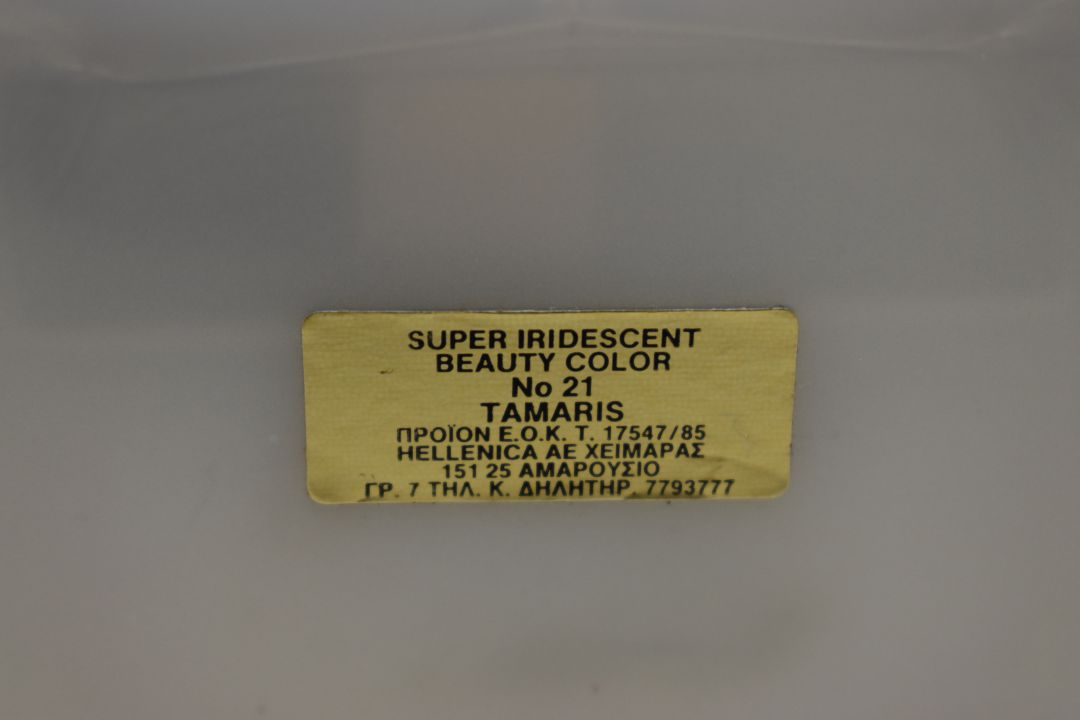 SUPER IRIDESCENT
BEAUTY COLOR
No 21
TAMARIS
ΠΡΟΪΟΝ Ε.Ο.Κ. Τ. 17547/85
HELLENICA AE ΧΕΙΜΑΡΑΣ
151 25 ΑΜΑΡΟΥΣΙΟ
ΓΡ. 7 ΤΗΛ. Κ. ΔΗΛΗΤΗΡ. 7793777